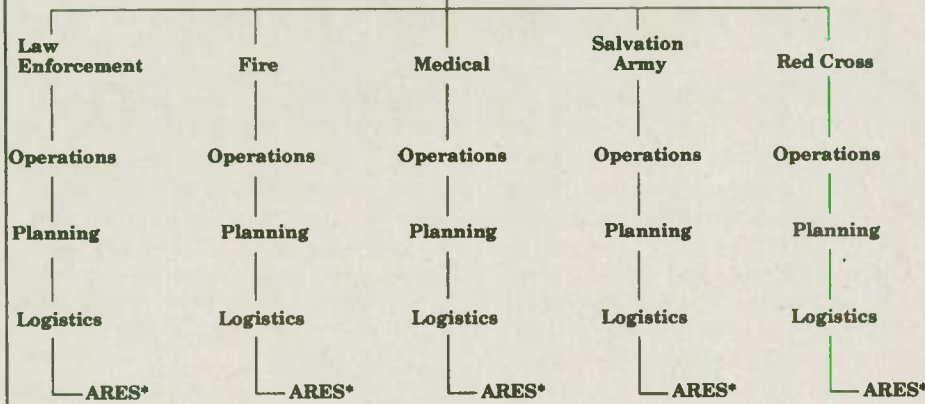 Law
Enforcement
Fire
Medical
Salvation
Army
Red Cross
Operations
Operations
Operations
Operations
Operations
Planning
Planning
Planning
Planning
Planning
Logistics
Logistics
Logistics
Logistics
Logistics
ARES*
ARES*
ARES*
ARES*
ARES*